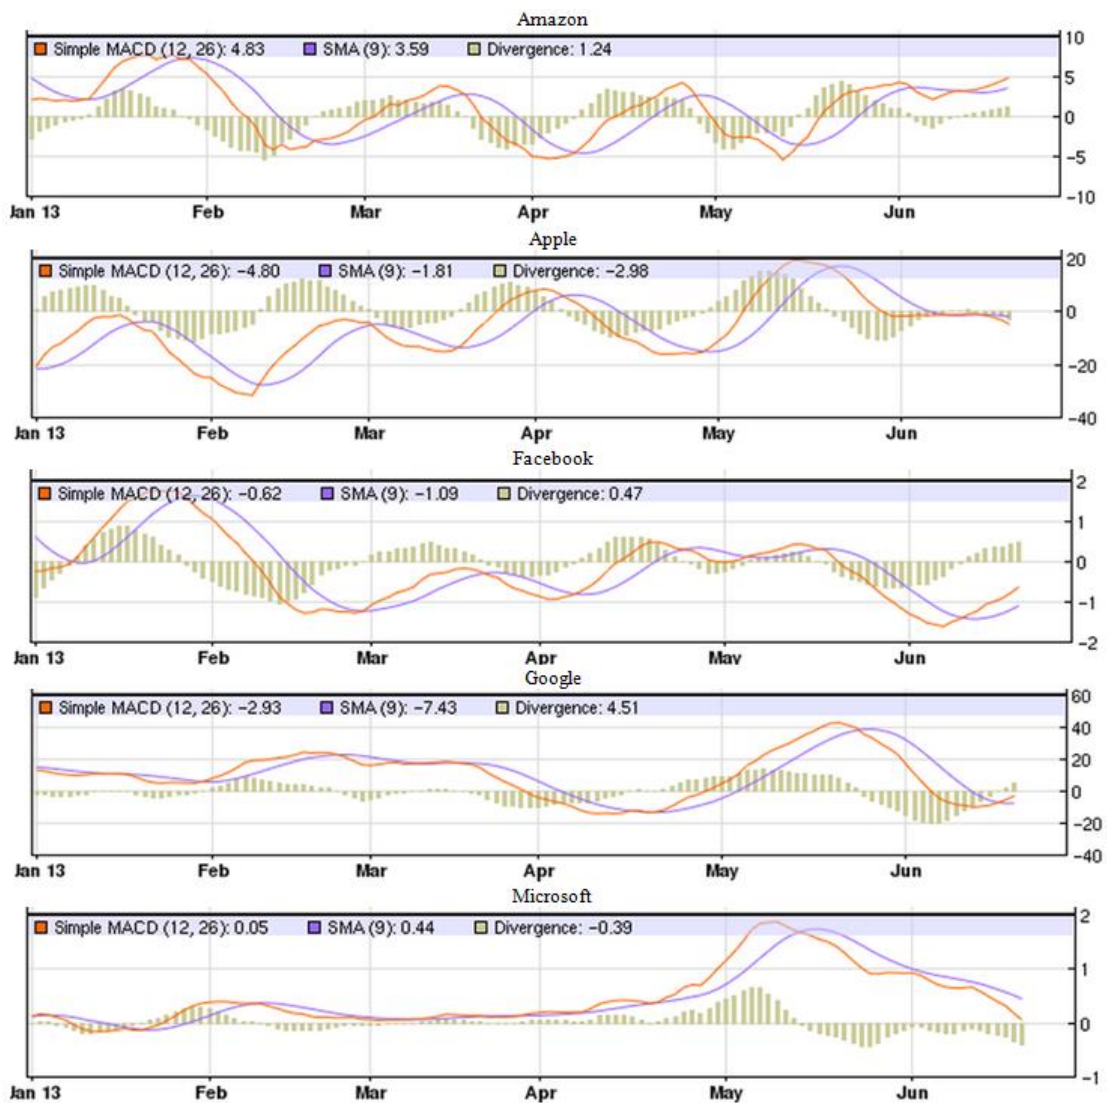 Amazon
Simple MACD (12, 26): 4.83 SMA (9): 3.59 Divergence: 1.24
10
5
0
−5
−10
Jan 13 Feb Mar Apr May Jun
Apple
Simple MACD (12, 26): −4.80 SMA (9): −1.81 Divergence: −2.98
20
0
−20
−40
Jan 13 Feb Mar Apr May Jun
Facebook
Simple MACD (12, 26): −0.62 SMA (9): −1.09 Divergence: 0.47
2
1
0
−1
−2
Jan 13 Feb Mar Apr May Jun
Google
Simple MACD (12, 26): −2.93 SMA (9): −7.43 Divergence: 4.51
60
40
20
0
−20
−40
Jan 13 Feb Mar Apr May Jun
Microsoft
Simple MACD (12, 26): 0.05 SMA (9): 0.44 Divergence: −0.39
2
1
0
−1
Jan 13 Feb Mar Apr May Jun